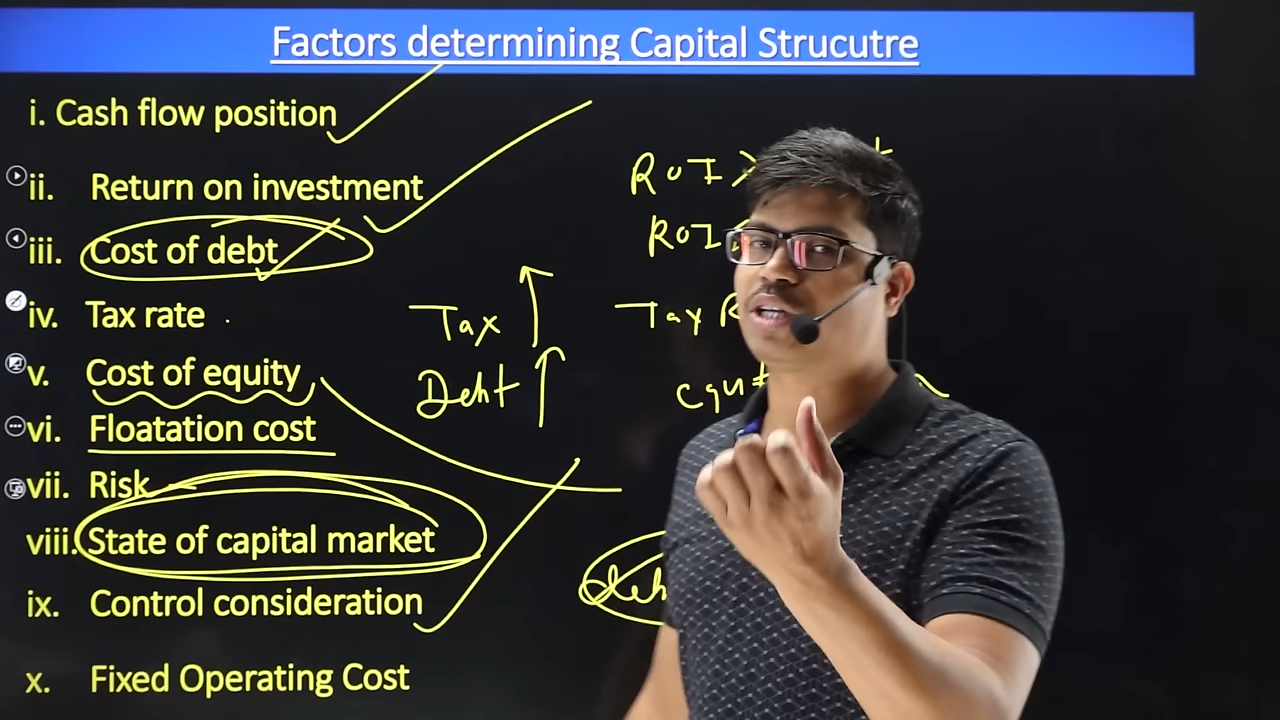 Factors determining Capital Strucutre
i. Cash flow position
ii. Return on investment
iii. Cost of debt
iv. Tax rate
v. Cost of equity
vi. Floatation cost
vii. Risk
viii. State of capital market
ix. Control consideration
x. Fixed Operating Cost
Tax ↑
Debt ↑
ROI >
ROI
Tax R